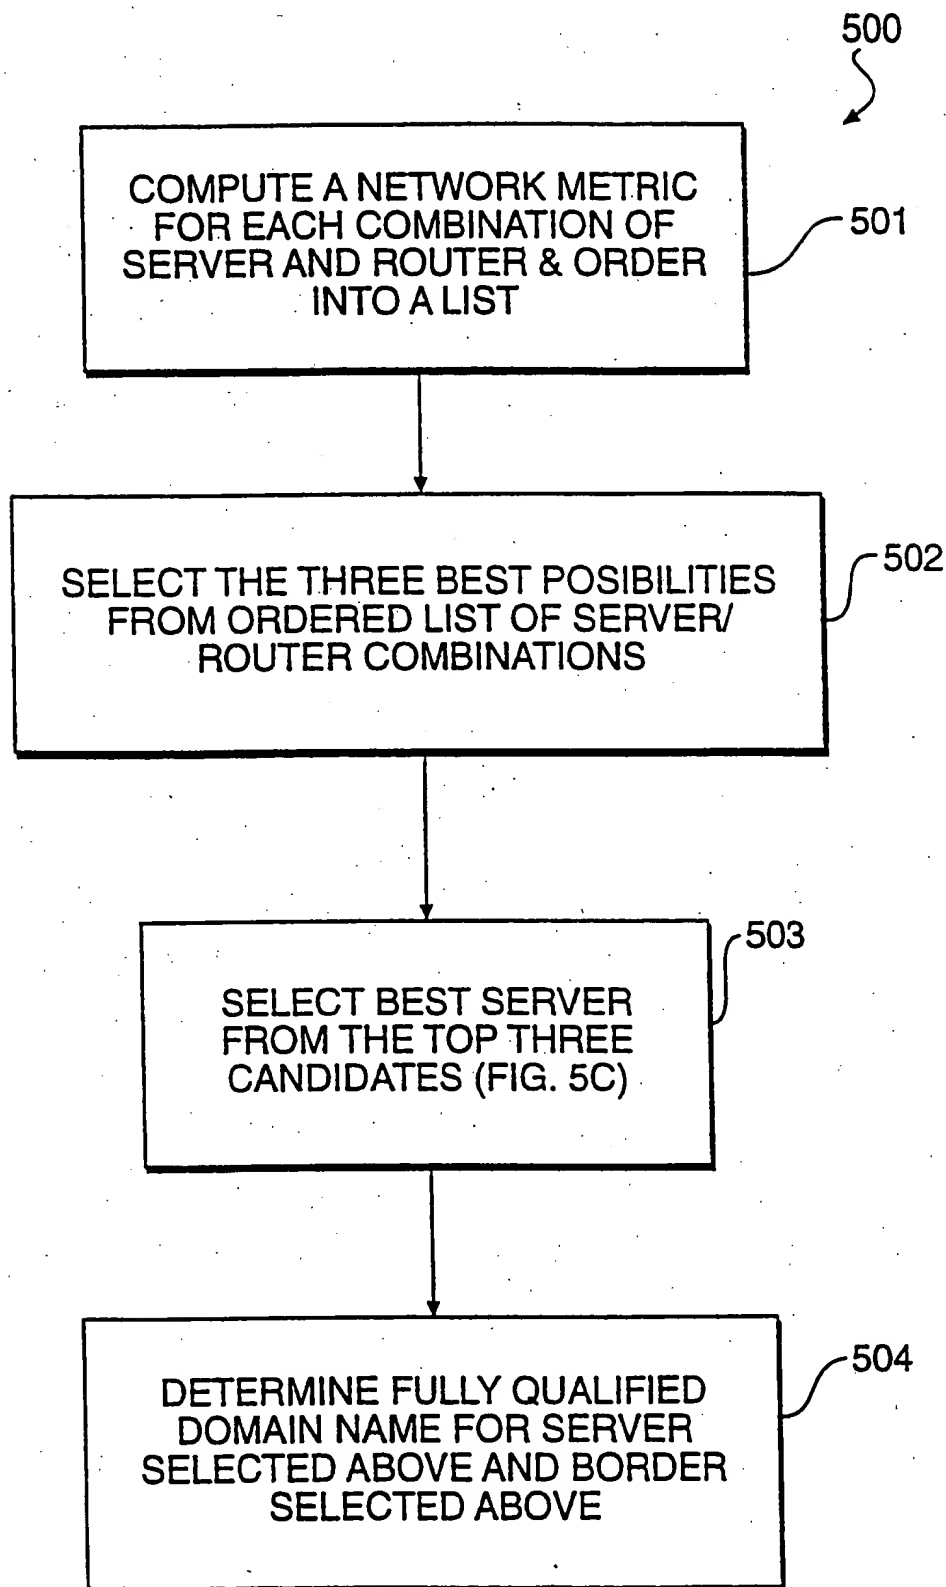 500
COMPUTE A NETWORK METRIC
FOR EACH COMBINATION OF
SERVER AND ROUTER & ORDER
INTO A LIST
501
SELECT THE THREE BEST POSIBILITIES
FROM ORDERED LIST OF SERVER/
ROUTER COMBINATIONS
502
SELECT BEST SERVER
FROM THE TOP THREE
CANDIDATES (FIG. 5C)
503
DETERMINE FULLY QUALIFIED
DOMAIN NAME FOR SERVER
SELECTED ABOVE AND BORDER
SELECTED ABOVE
504